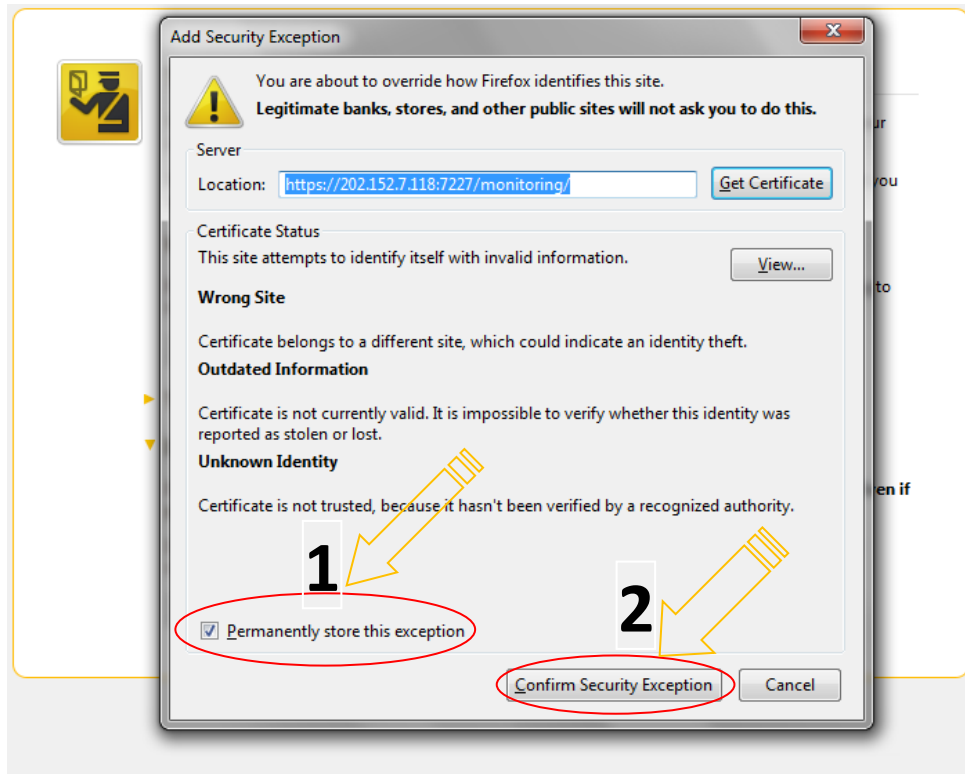 Add Security Exception
You are about to override how Firefox identifies this site.
Legitimate banks, stores, and other public sites will not ask you to do this.
ur
Server
Location: https://202.152.7.118:7227/monitoring/ Get Certificate
you
Certificate Status
This site attempts to identify itself with invalid information.
View...
to
Wrong Site
Certificate belongs to a different site, which could indicate an identity theft.
Outdated Information
Certificate is not currently valid. It is impossible to verify whether this identity was
reported as stolen or lost.
Unknown Identity
en if
Certificate is not trusted, because it hasn't been verified by a recognized authority.
1
2
Permanently store this exception
Confirm Security Exception Cancel